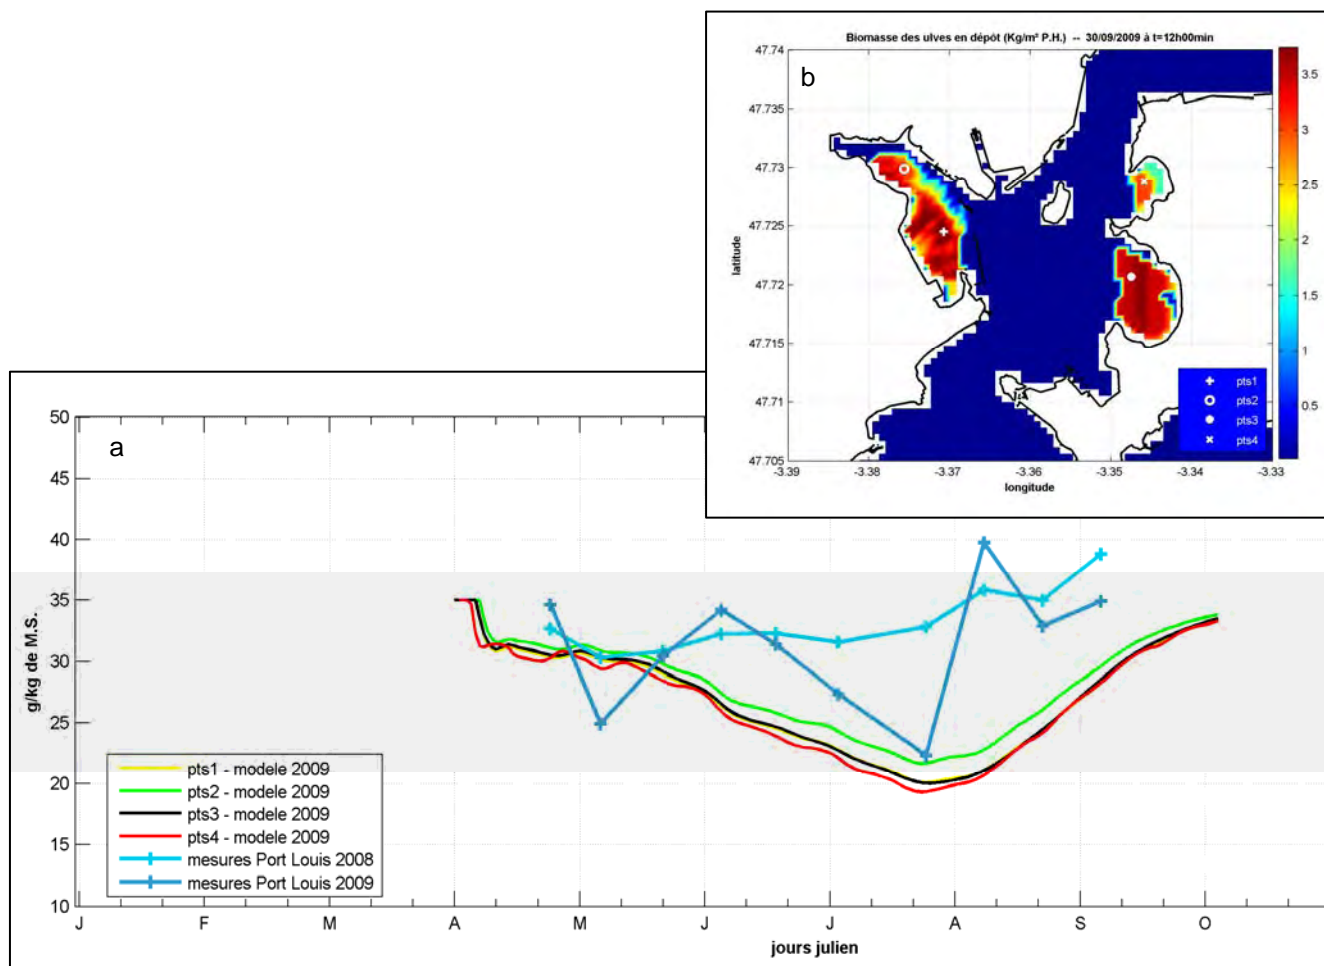 Biomasse des ulves en dépôt (Kg/m² P.H.) -- 30/09/2009 à t=12h00min
b
47.74
47.735
47.73
47.725
47.72
47.715
47.71
47.705
latitude
-3.39
-3.38
-3.37
-3.36
-3.35
-3.34
-3.33
longitude
3.5
3
2.5
2
1.5
1
0.5
pts1
pts2
pts3
pts4
a
50
45
40
35
30
25
20
15
10
g/kg de M.S.
pts1 - modele 2009
pts2 - modele 2009
pts3 - modele 2009
pts4 - modele 2009
mesures Port Louis 2008
mesures Port Louis 2009
J F M A M J J A S O
jours julien